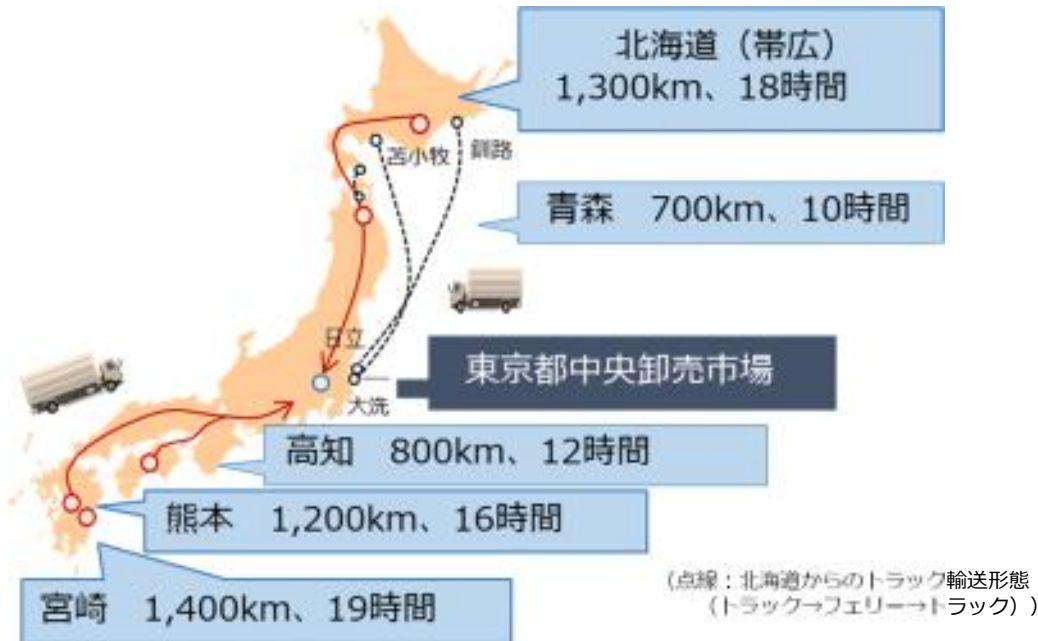 北海道（帯広）
1,300km、18時間
苫小牧
釧路
青森　700km、10時間
日立
東京都中央卸売市場
大洗
高知　800km、12時間
熊本　1,200km、16時間
宮崎　1,400km、19時間
（点線：北海道からのトラック輸送形態
（トラック→フェリー→トラック））